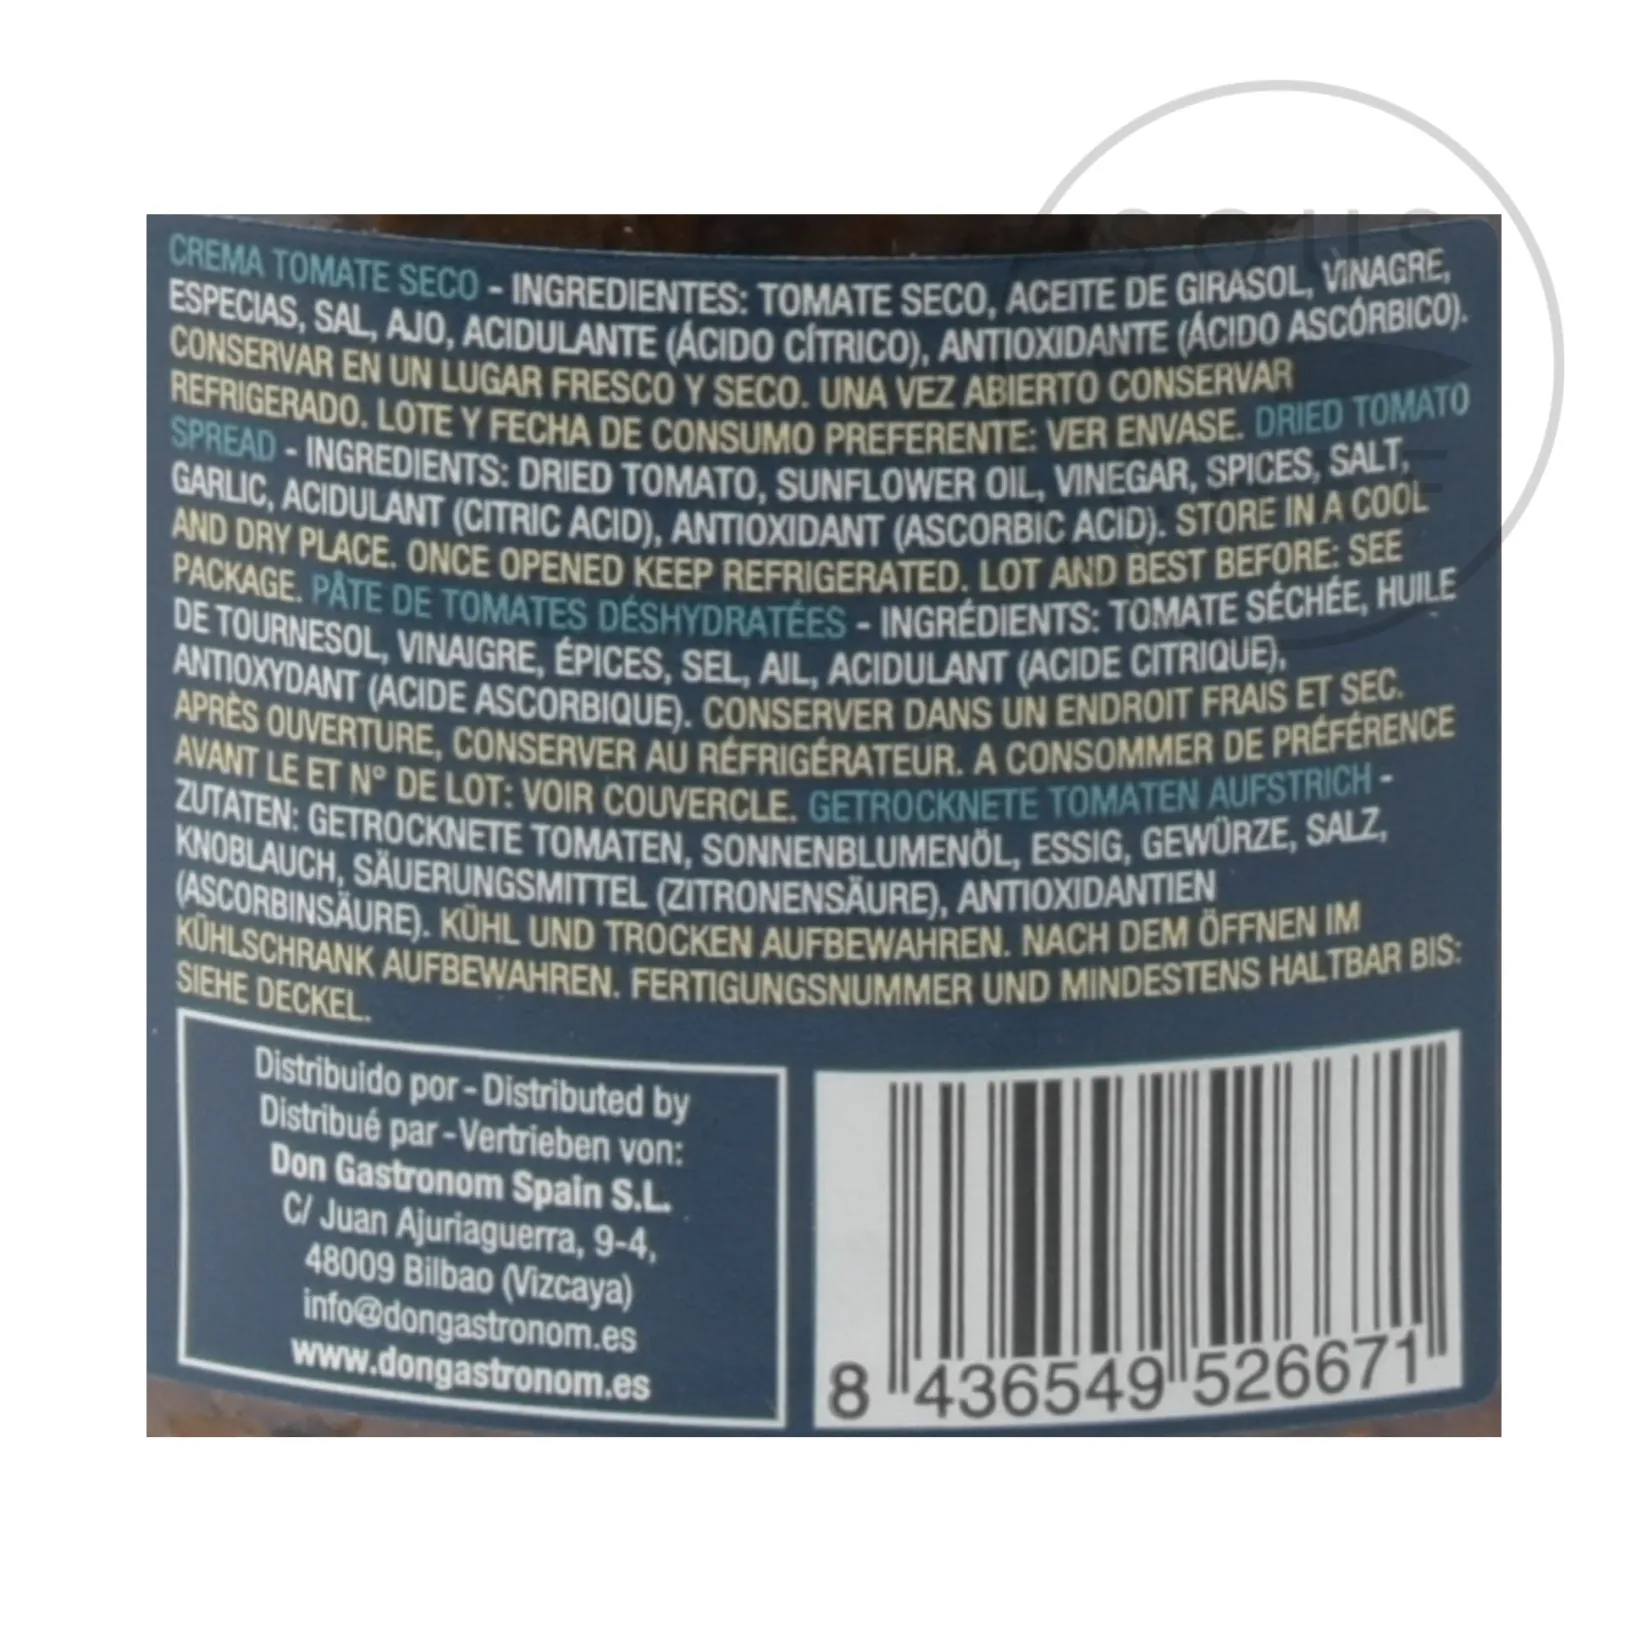 SOUS
CREMA TOMATE SECO - INGREDIENTES: TOMATE SECO, ACEITE DE GIRASOL, VINAGRE,
ESPECIAS, SAL, AJO, ACIDULANTE (ÁCIDO CÍTRICO), ANTIOXIDANTE (ÁCIDO ASCÓRBICO).
CONSERVAR EN UN LUGAR FRESCO Y SECO. UNA VEZ ABIERTO CONSERVAR
REFRIGERADO. LOTE Y FECHA DE CONSUMO PREFERENTE: VER ENVASE. DRIED TOMATO
SPREAD - INGREDIENTS: DRIED TOMATO, SUNFLOWER OIL, VINEGAR, SPICES, SALT,
GARLIC, ACIDULANT (CITRIC ACID), ANTIOXIDANT (ASCORBIC ACID). STORE IN A COOL
AND DRY PLACE. ONCE OPENED KEEP REFRIGERATED. LOT AND BEST BEFORE: SEE
PACKAGE. PÂTE DE TOMATES DÉSHYDRATÉES - INGRÉDIENTS: TOMATE SÉCHÉE, HUILE
DE TOURNESOL, VINAIGRE, ÉPICES, SEL, AIL, ACIDULANT (ACIDE CITRIQUE),
ANTIOXYDANT (ACIDE ASCORBIQUE). CONSERVER DANS UN ENDROIT FRAIS ET SEC.
APRÈS OUVERTURE, CONSERVER AU RÉFRIGÉRATEUR. A CONSOMMER DE PRÉFÉRENCE
AVANT LE ET N° DE LOT: VOIR COUVERCLE. GETROCKNETE TOMATEN AUFSTRICH -
ZUTATEN: GETROCKNETE TOMATEN, SONNENBLUMENÖL, ESSIG, GEWÜRZE, SALZ,
KNOBLAUCH, SÄUERUNGSMITTEL (ZITRONENSÄURE), ANTIOXIDANTIEN
(ASCORBINSÄURE). KÜHL UND TROCKEN AUFBEWAHREN. NACH DEM ÖFFNEN IM
KÜHLSCHRANK AUFBEWAHREN. FERTIGUNGSNUMMER UND MINDESTENS HALTBAR BIS:
SIEHE DECKEL.
Distribuido por - Distributed by
Distribué par - Vertrieben von:
Don Gastronom Spain S.L.
C/ Juan Ajuriaguerra, 9-4,
48009 Bilbao (Vizcaya)
info@dongastronom.es
www.dongastronom.es
8 436549 526671